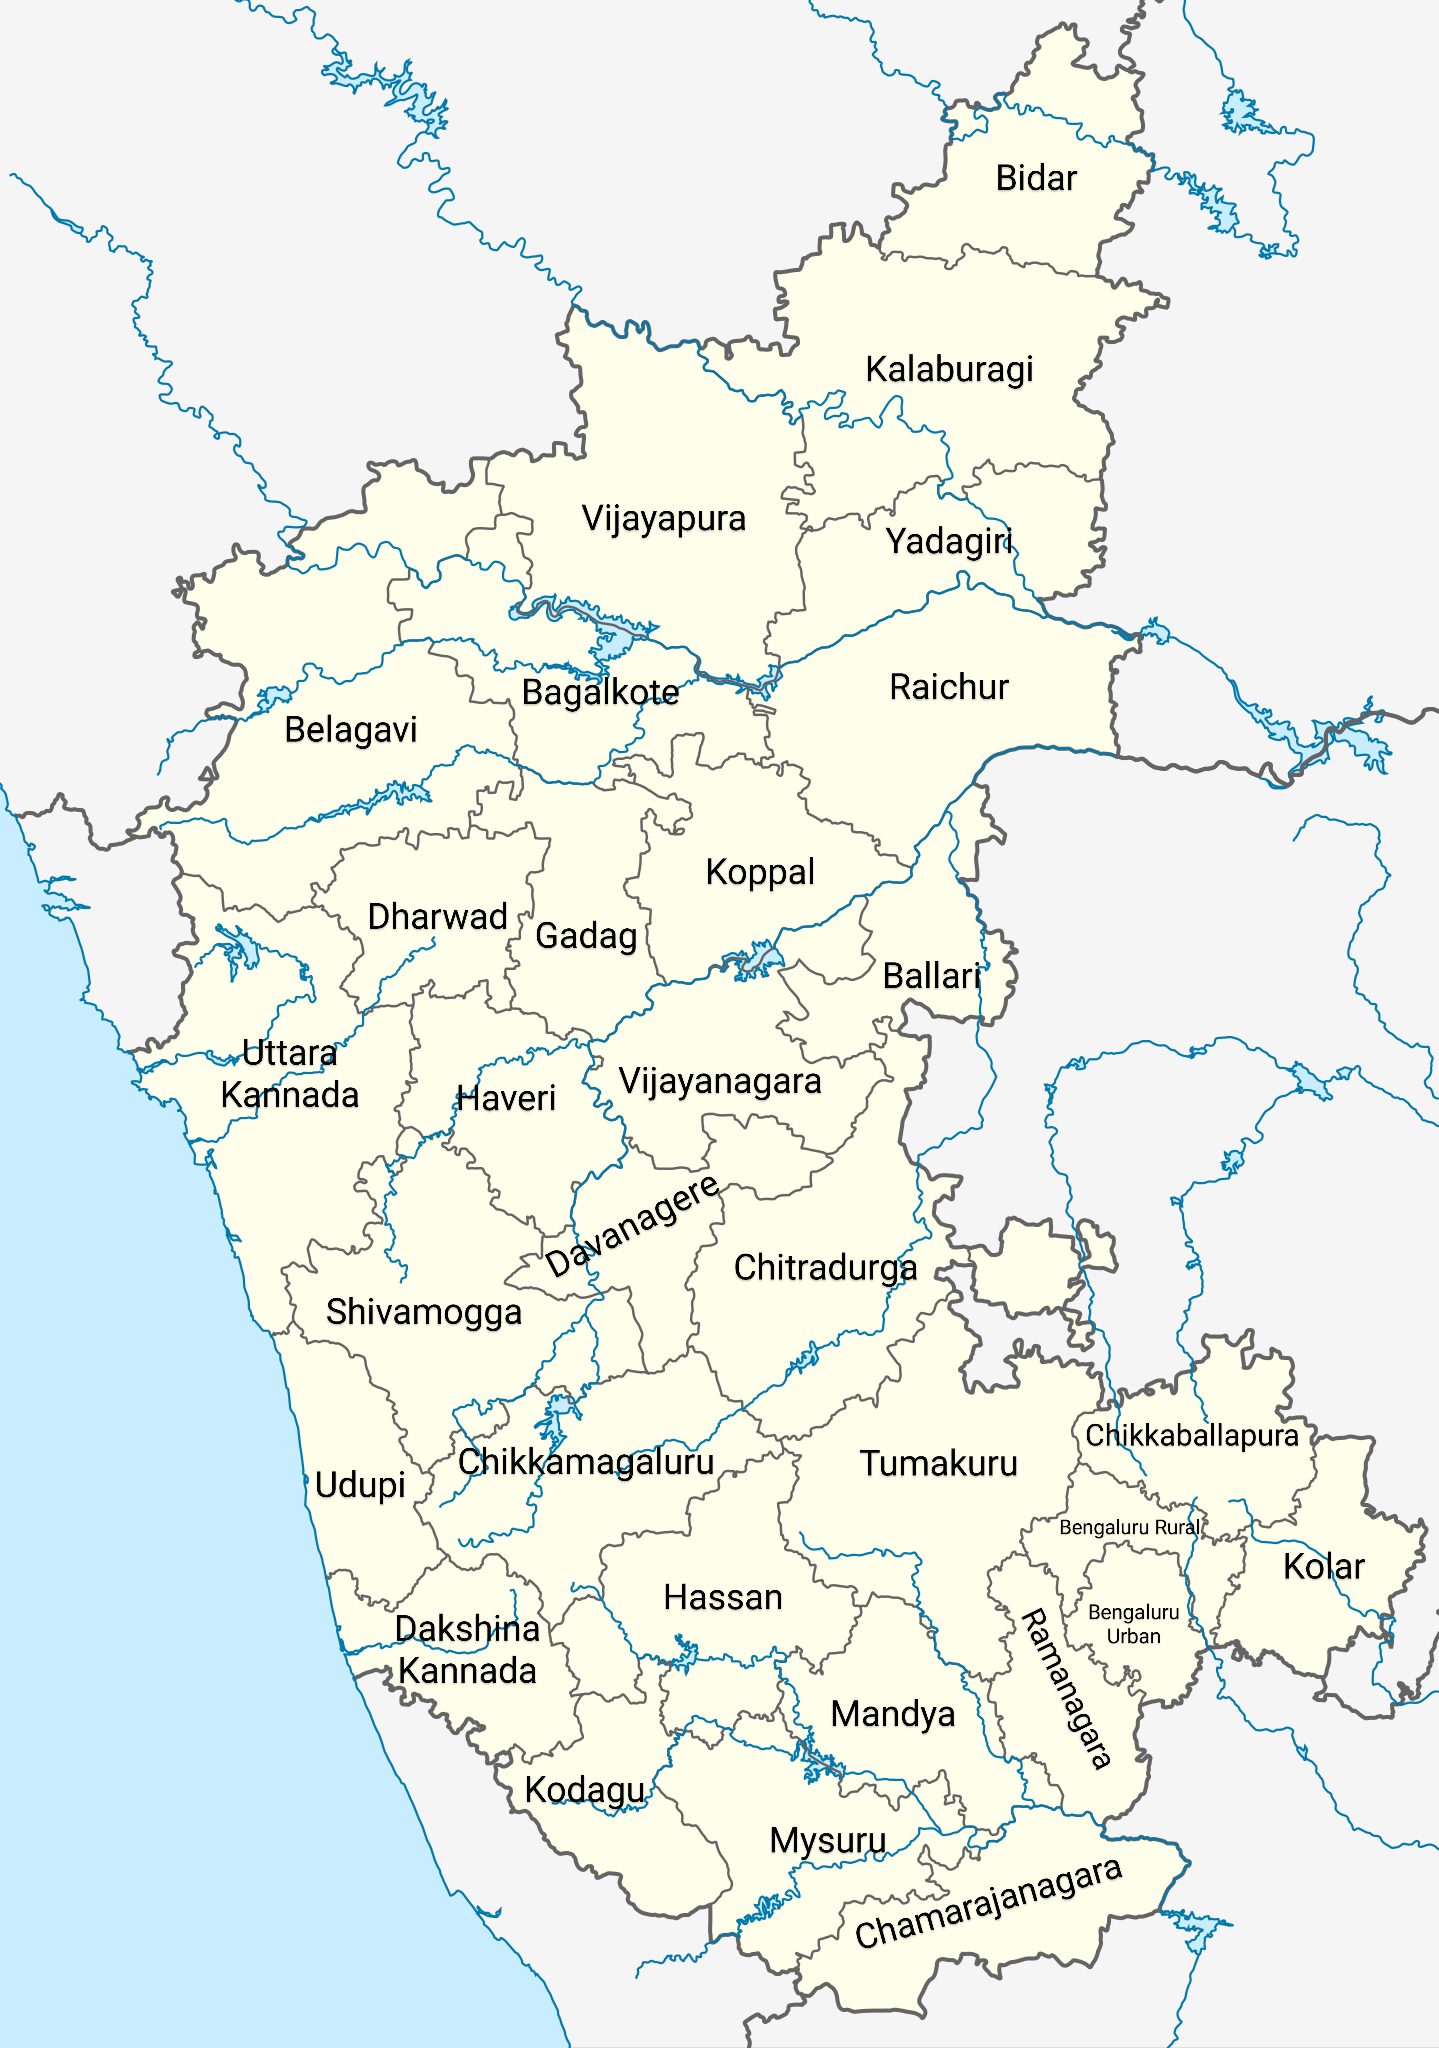 Bidar
Kalaburagi
Vijayapura
Yadagiri
Raichur
Bagalkote
Belagavi
Koppal
Dharwad
Gadag
Ballari
Uttara
Kannada
Haveri
Vijayanagara
Davanagere
Chitradurga
Shivamogga
Chikkaballapura
Chikkamagaluru
Tumakuru
Udupi
Bengaluru Rural
Kolar
Hassan
Bengaluru
Urban
Dakshina
Kannada
Ramanagara
Mandya
Kodagu
Mysuru
Chamarajanagara